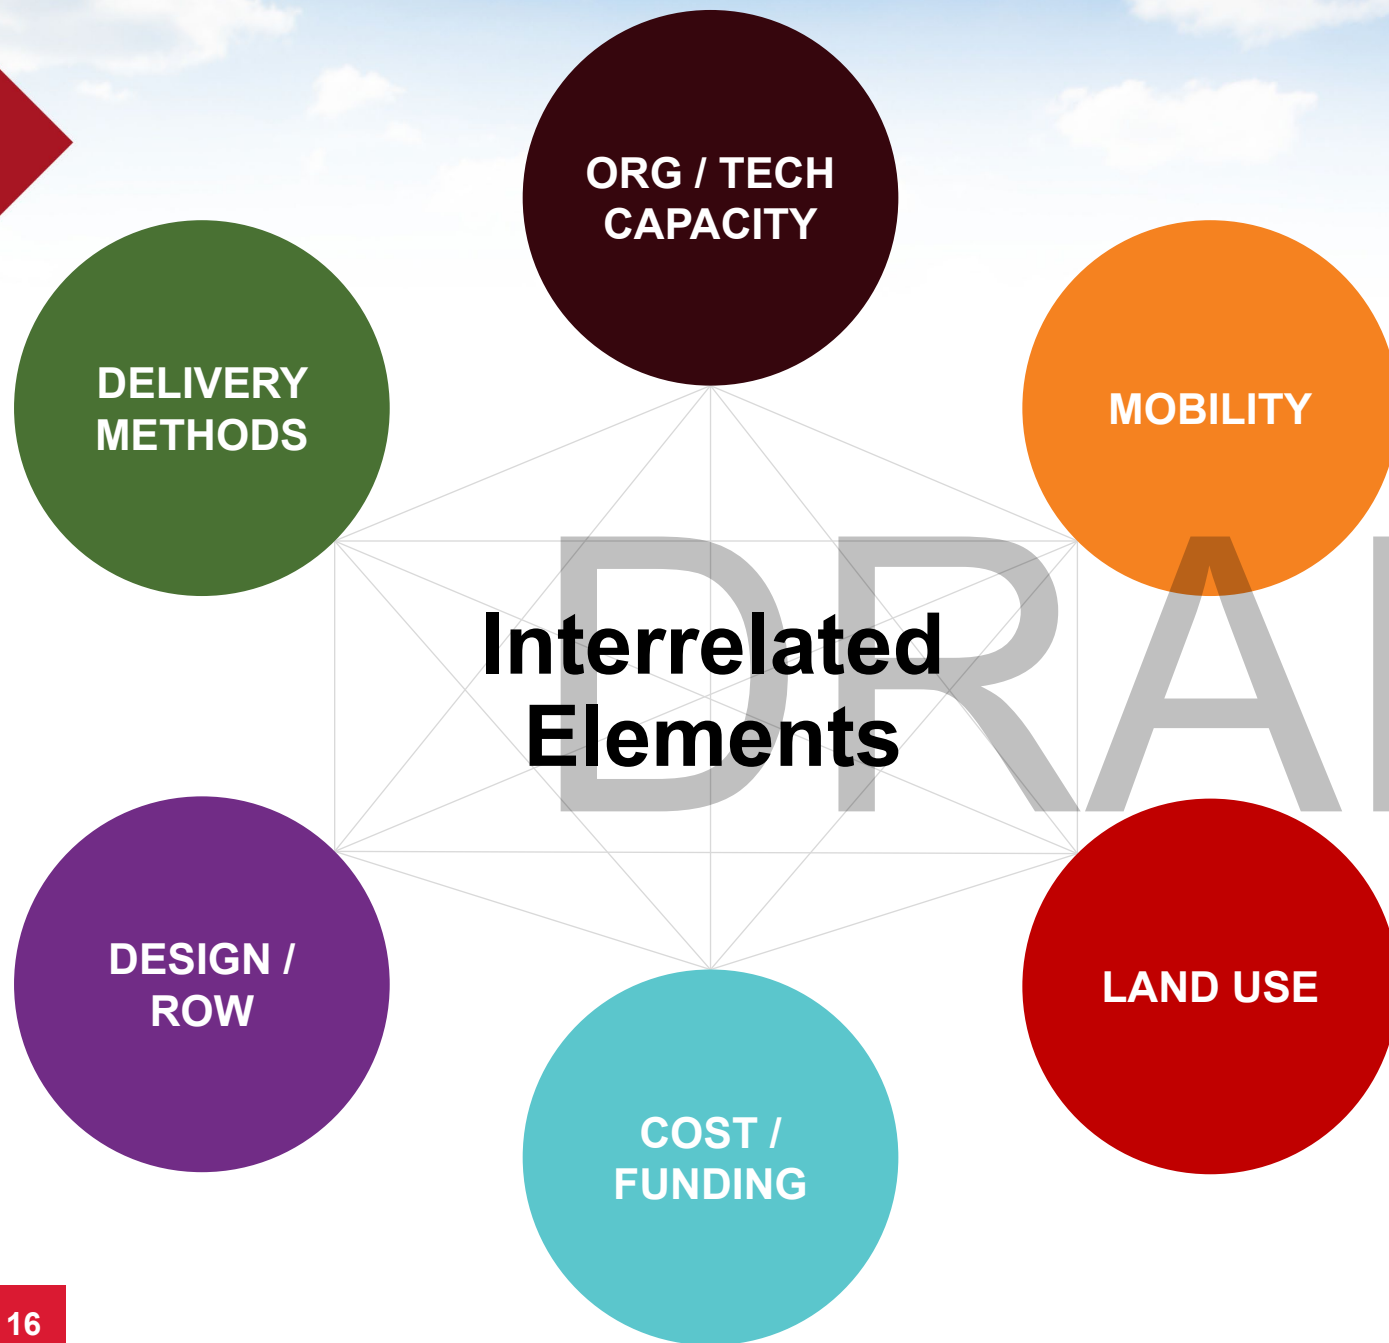 ORG / TECH
CAPACITY
DELIVERY
METHODS
MOBILITY
Interrelated
Elements
DESIGN /
ROW
LAND USE
COST /
FUNDING
16